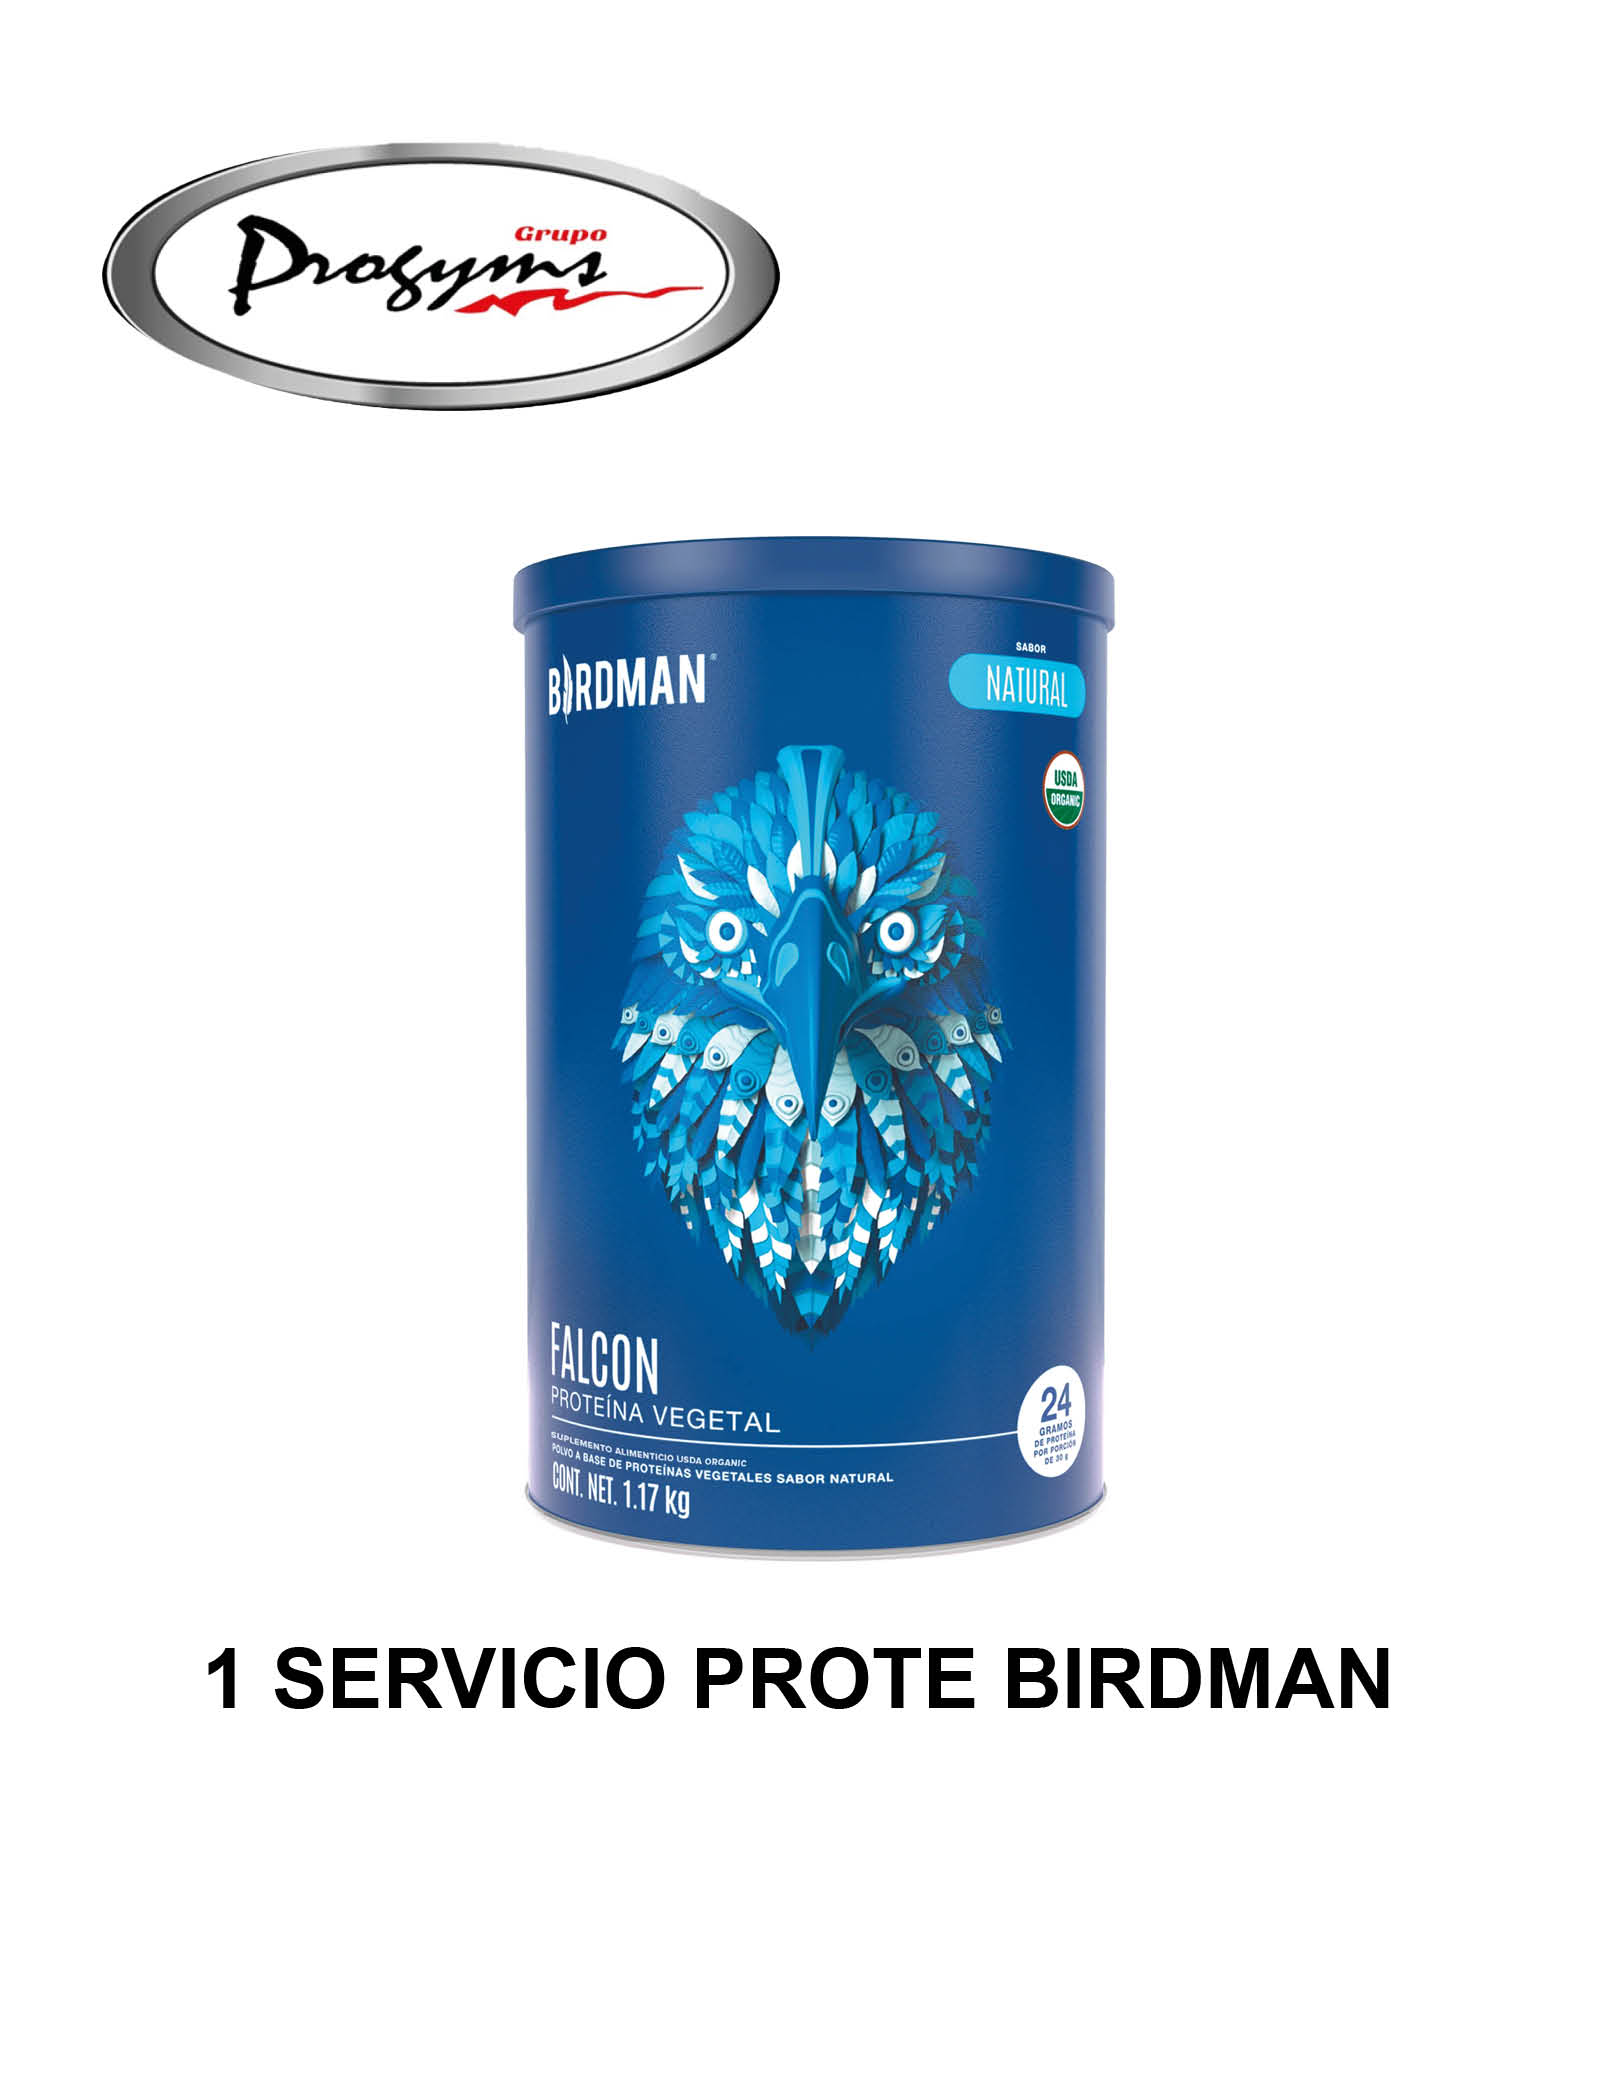 Grupo
Progyms
BIRDMAN®
SABOR
NATURAL
USDA
ORGANIC
FALCON
PROTEÍNA VEGETAL
SUPLEMENTO ALIMENTICIO USDA ORGANIC
POLVO A BASE DE PROTEÍNAS VEGETALES SABOR NATURAL
CONT. NET. 1.17 kg
24
GRAMOS
DE PROTEÍNA
POR PORCIÓN
DE 30 g
1 SERVICIO PROTE BIRDMAN